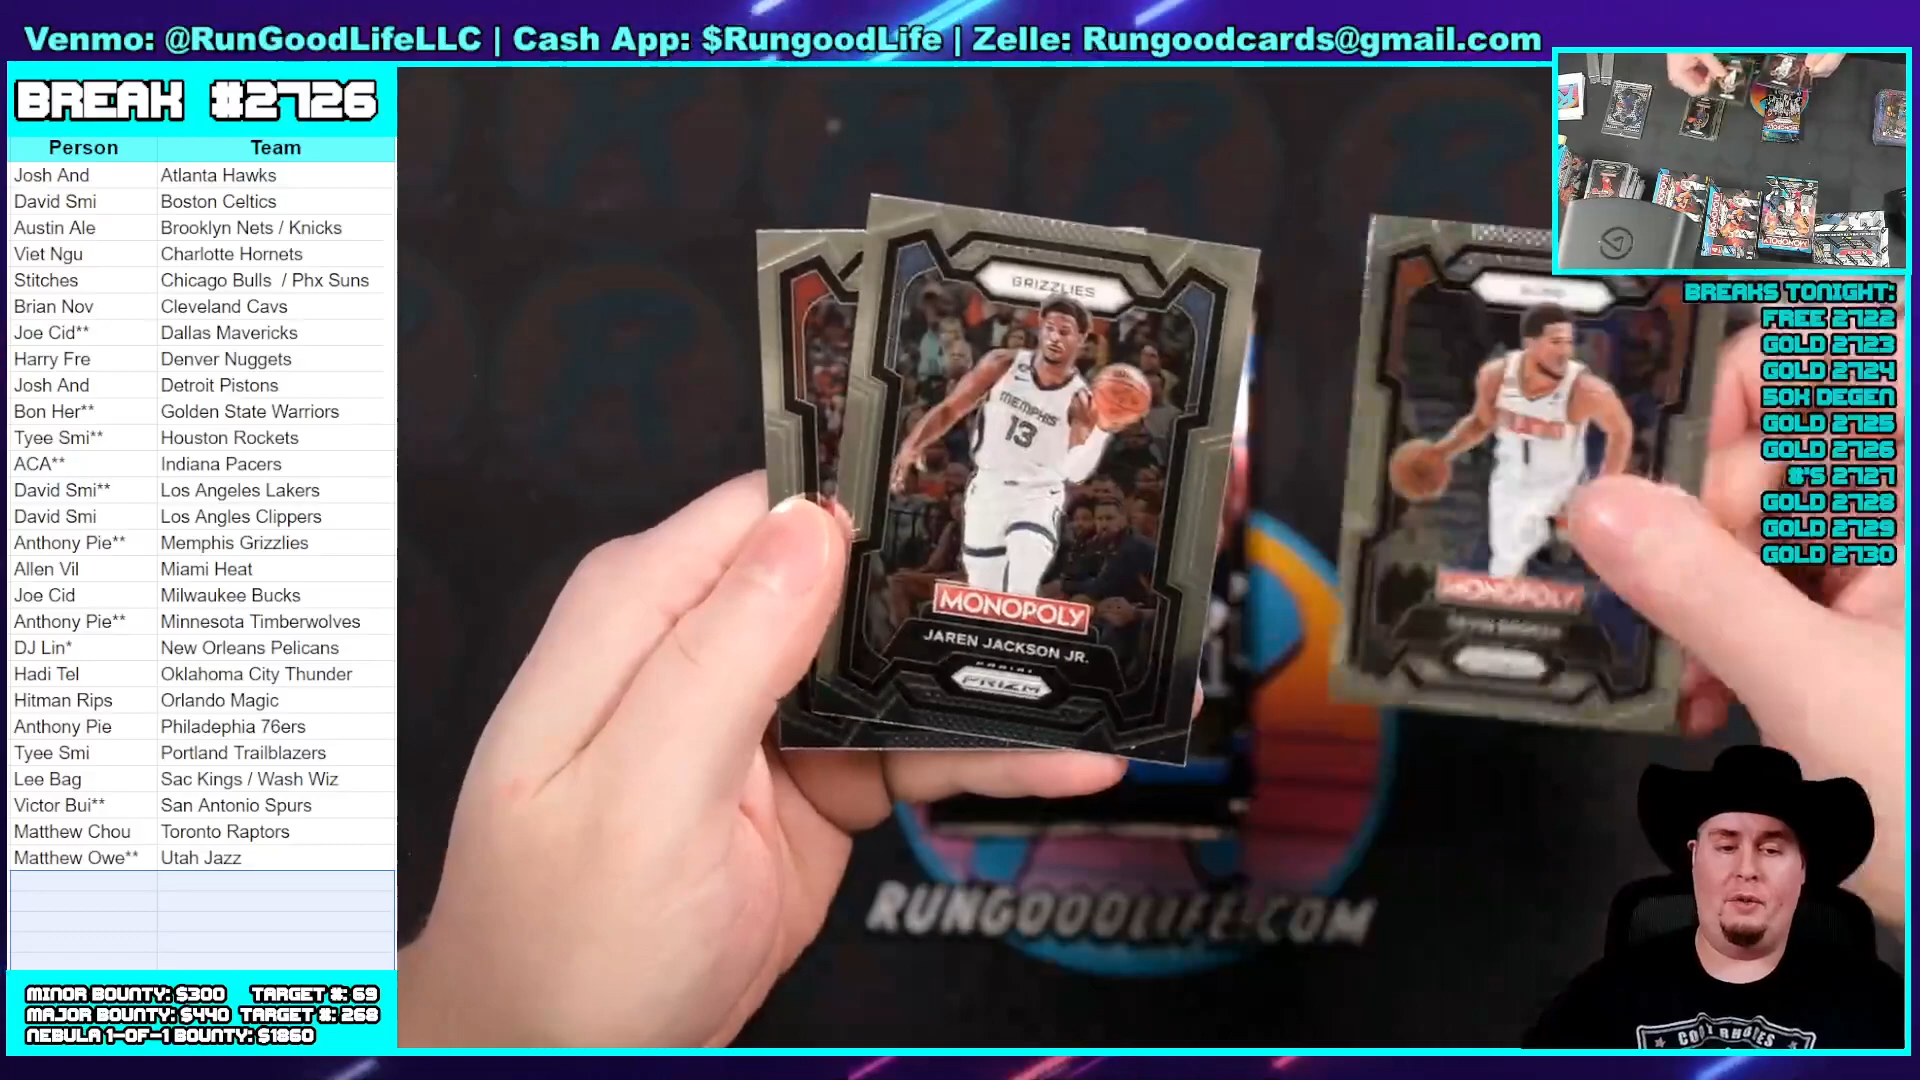 Venmo: @RunGoodLifeLLC | Cash App: $RungoodLife | Zelle: Rungoodcards@gmail.com
BREAK #2726
Person Team
Josh And Atlanta Hawks
David Smi Boston Celtics
Austin Ale Brooklyn Nets / Knicks
Viet Ngu Charlotte Hornets
Stitches Chicago Bulls / Phx Suns
Brian Nov Cleveland Cavs
Joe Cid** Dallas Mavericks
Harry Fre Denver Nuggets
Josh And Detroit Pistons
Bon Her** Golden State Warriors
Tyee Smi** Houston Rockets
ACA** Indiana Pacers
David Smi** Los Angeles Lakers
David Smi Los Angles Clippers
Anthony Pie** Memphis Grizzlies
Allen Vil Miami Heat
Joe Cid Milwaukee Bucks
Anthony Pie** Minnesota Timberwolves
DJ Lin* New Orleans Pelicans
Hadi Tel Oklahoma City Thunder
Hitman Rips Orlando Magic
Anthony Pie Philadephia 76ers
Tyee Smi Portland Trailblazers
Lee Bag Sac Kings / Wash Wiz
Victor Bui** San Antonio Spurs
Matthew Chou Toronto Raptors
Matthew Owe** Utah Jazz
MINOR BOUNTY: $300 TARGET #: 69
MAJOR BOUNTY: $440 TARGET #: 268
NEBULA 1-OF-1 BOUNTY: $1860
GRIZZLIES
MEMPHIS
13
MONOPOLY
JAREN JACKSON JR.
PANINI
PRIZM
1
MONOPOLY
RUNGOODLIFE.COM
BREAKS TONIGHT:
FREE 2722
GOLD 2723
GOLD 2724
50X DEGEN
GOLD 2725
GOLD 2726
#'S 2727
GOLD 2728
GOLD 2729
GOLD 2730
MONOPOLY
CODY RHODES